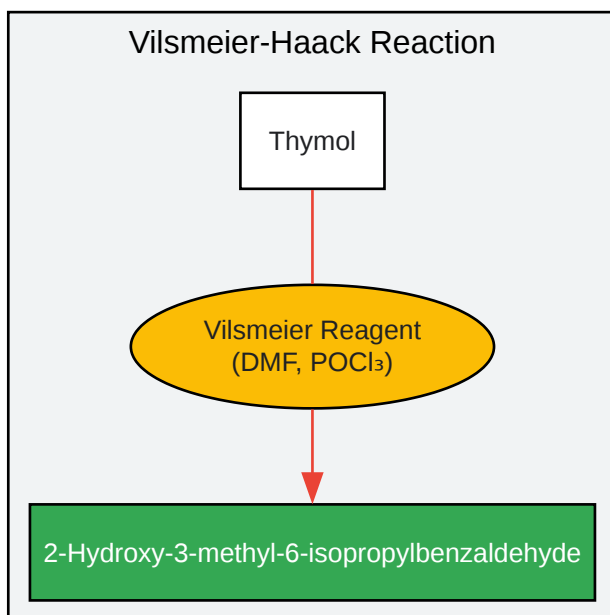 Vilsmeier-Haack Reaction
Thymol
Vilsmeier Reagent
(DMF, POCl₃)
2-Hydroxy-3-methyl-6-isopropylbenzaldehyde